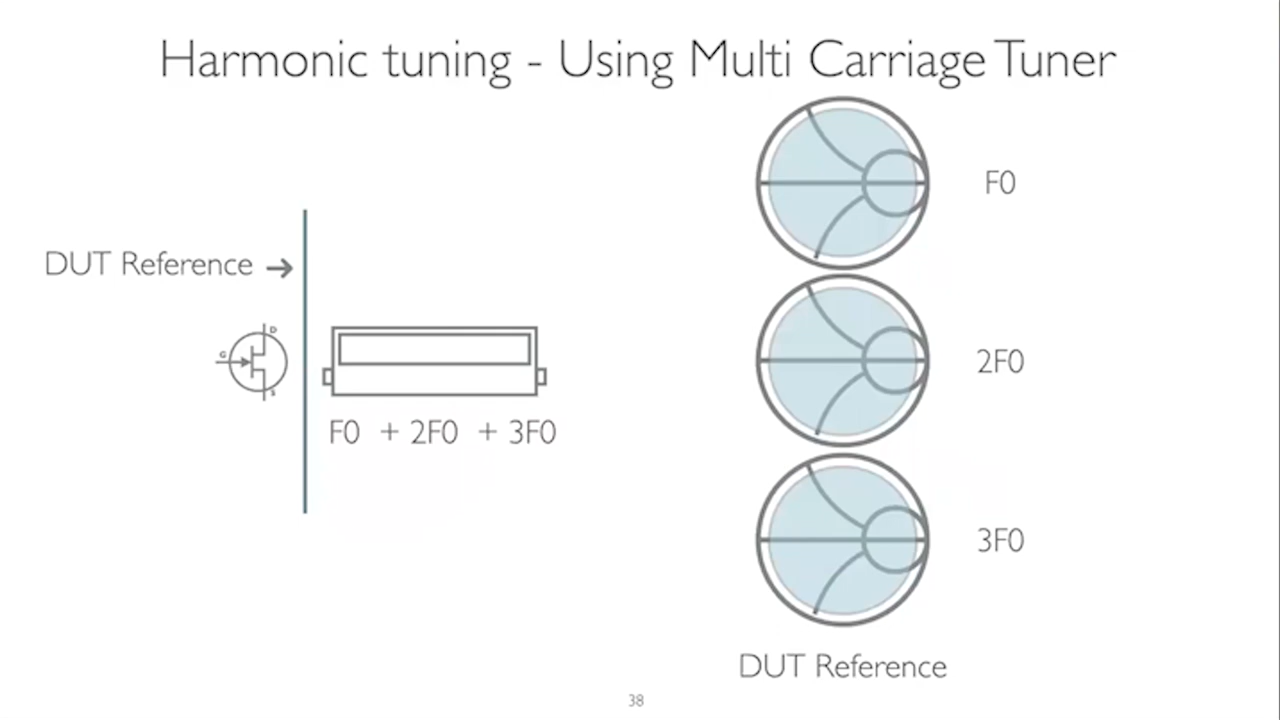 Harmonic tuning - Using Multi Carriage Tuner
F0
DUT Reference →
D
G
S
2F0
F0 + 2F0 + 3F0
3F0
DUT Reference
38